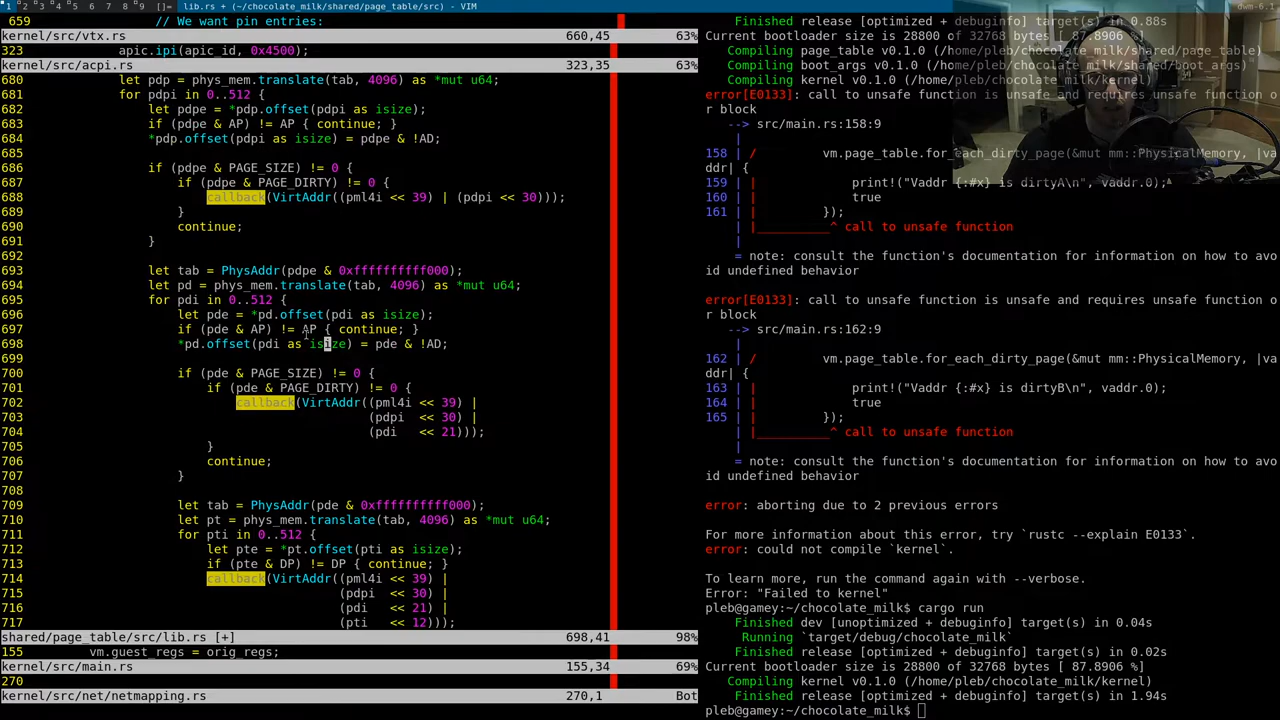 1 2 3 4 5 6 7 8 9 []= lib.rs + (~/chocolate_milk/shared/page_table/src) - VIM
dwm-6.1
659 // We want pin entries:
kernel/src/vtx.rs 660,45 63%
323 apic.ipi(apic_id, 0x4500);
kernel/src/acpi.rs 323,35 63%
680 let pdp = phys_mem.translate(tab, 4096) as *mut u64;
681 for pdpi in 0..512 {
682 let pdpe = *pdp.offset(pdpi as isize);
683 if (pdpe & AP) != AP { continue; }
684 *pdp.offset(pdpi as isize) = pdpe & !AD;
685
686 if (pdpe & PAGE_SIZE) != 0 {
687 if (pdpe & PAGE_DIRTY) != 0 {
688 callback(VirtAddr((pml4i << 39) | (pdpi << 30)));
689 }
690 continue;
691 }
692
693 let tab = PhysAddr(pdpe & 0xffffffffff000);
694 let pd = phys_mem.translate(tab, 4096) as *mut u64;
695 for pdi in 0..512 {
696 let pde = *pd.offset(pdi as isize);
697 if (pde & AP) != AP { continue; }
698 *pd.offset(pdi as isize) = pde & !AD;
699
700 if (pde & PAGE_SIZE) != 0 {
701 if (pde & PAGE_DIRTY) != 0 {
702 callback(VirtAddr((pml4i << 39) |
703 (pdpi << 30) |
704 (pdi << 21)));
705 }
706 continue;
707 }
708
709 let tab = PhysAddr(pde & 0xffffffffff000);
710 let pt = phys_mem.translate(tab, 4096) as *mut u64;
711 for pti in 0..512 {
712 let pte = *pt.offset(pti as isize);
713 if (pte & DP) != DP { continue; }
714 callback(VirtAddr((pml4i << 39) |
715 (pdpi << 30) |
716 (pdi << 21) |
717 (pti << 12)));
shared/page_table/src/lib.rs [+] 698,41 98%
155 vm.guest_regs = orig_regs;
kernel/src/main.rs 155,34 69%
270
kernel/src/net/netmapping.rs 270,1 Bot
Finished release [optimized + debuginfo] target(s) in 0.88s
Current bootloader size is 28800 of 32768 bytes [ 87.8906 %]
Compiling page_table v0.1.0 (/home/pleb/chocolate_milk/shared/page_table)
Compiling boot_args v0.1.0 (/home/pleb/chocolate_milk/shared/boot_args)
Compiling kernel v0.1.0 (/home/pleb/chocolate_milk/kernel)
error[E0133]: call to unsafe function is unsafe and requires unsafe function o
r block
--> src/main.rs:158:9
|
158 | / vm.page_table.for_each_dirty_page(&mut mm::PhysicalMemory, |va
ddr| {
159 | | print!("Vaddr {:#x} is dirtyA\n", vaddr.0);
160 | | true
161 | | });
| |_________^ call to unsafe function
|
= note: consult the function's documentation for information on how to avo
id undefined behavior
error[E0133]: call to unsafe function is unsafe and requires unsafe function o
r block
--> src/main.rs:162:9
|
162 | / vm.page_table.for_each_dirty_page(&mut mm::PhysicalMemory, |va
ddr| {
163 | | print!("Vaddr {:#x} is dirtyB\n", vaddr.0);
164 | | true
165 | | });
| |_________^ call to unsafe function
|
= note: consult the function's documentation for information on how to avo
id undefined behavior
error: aborting due to 2 previous errors
For more information about this error, try `rustc --explain E0133`.
error: could not compile `kernel`.
To learn more, run the command again with --verbose.
Error: "Failed to kernel"
pleb@gamey:~/chocolate_milk$ cargo run
Finished dev [unoptimized + debuginfo] target(s) in 0.04s
Running `target/debug/chocolate_milk`
Finished release [optimized + debuginfo] target(s) in 0.02s
Current bootloader size is 28800 of 32768 bytes [ 87.8906 %]
Compiling kernel v0.1.0 (/home/pleb/chocolate_milk/kernel)
Finished release [optimized + debuginfo] target(s) in 1.94s
pleb@gamey:~/chocolate_milk$